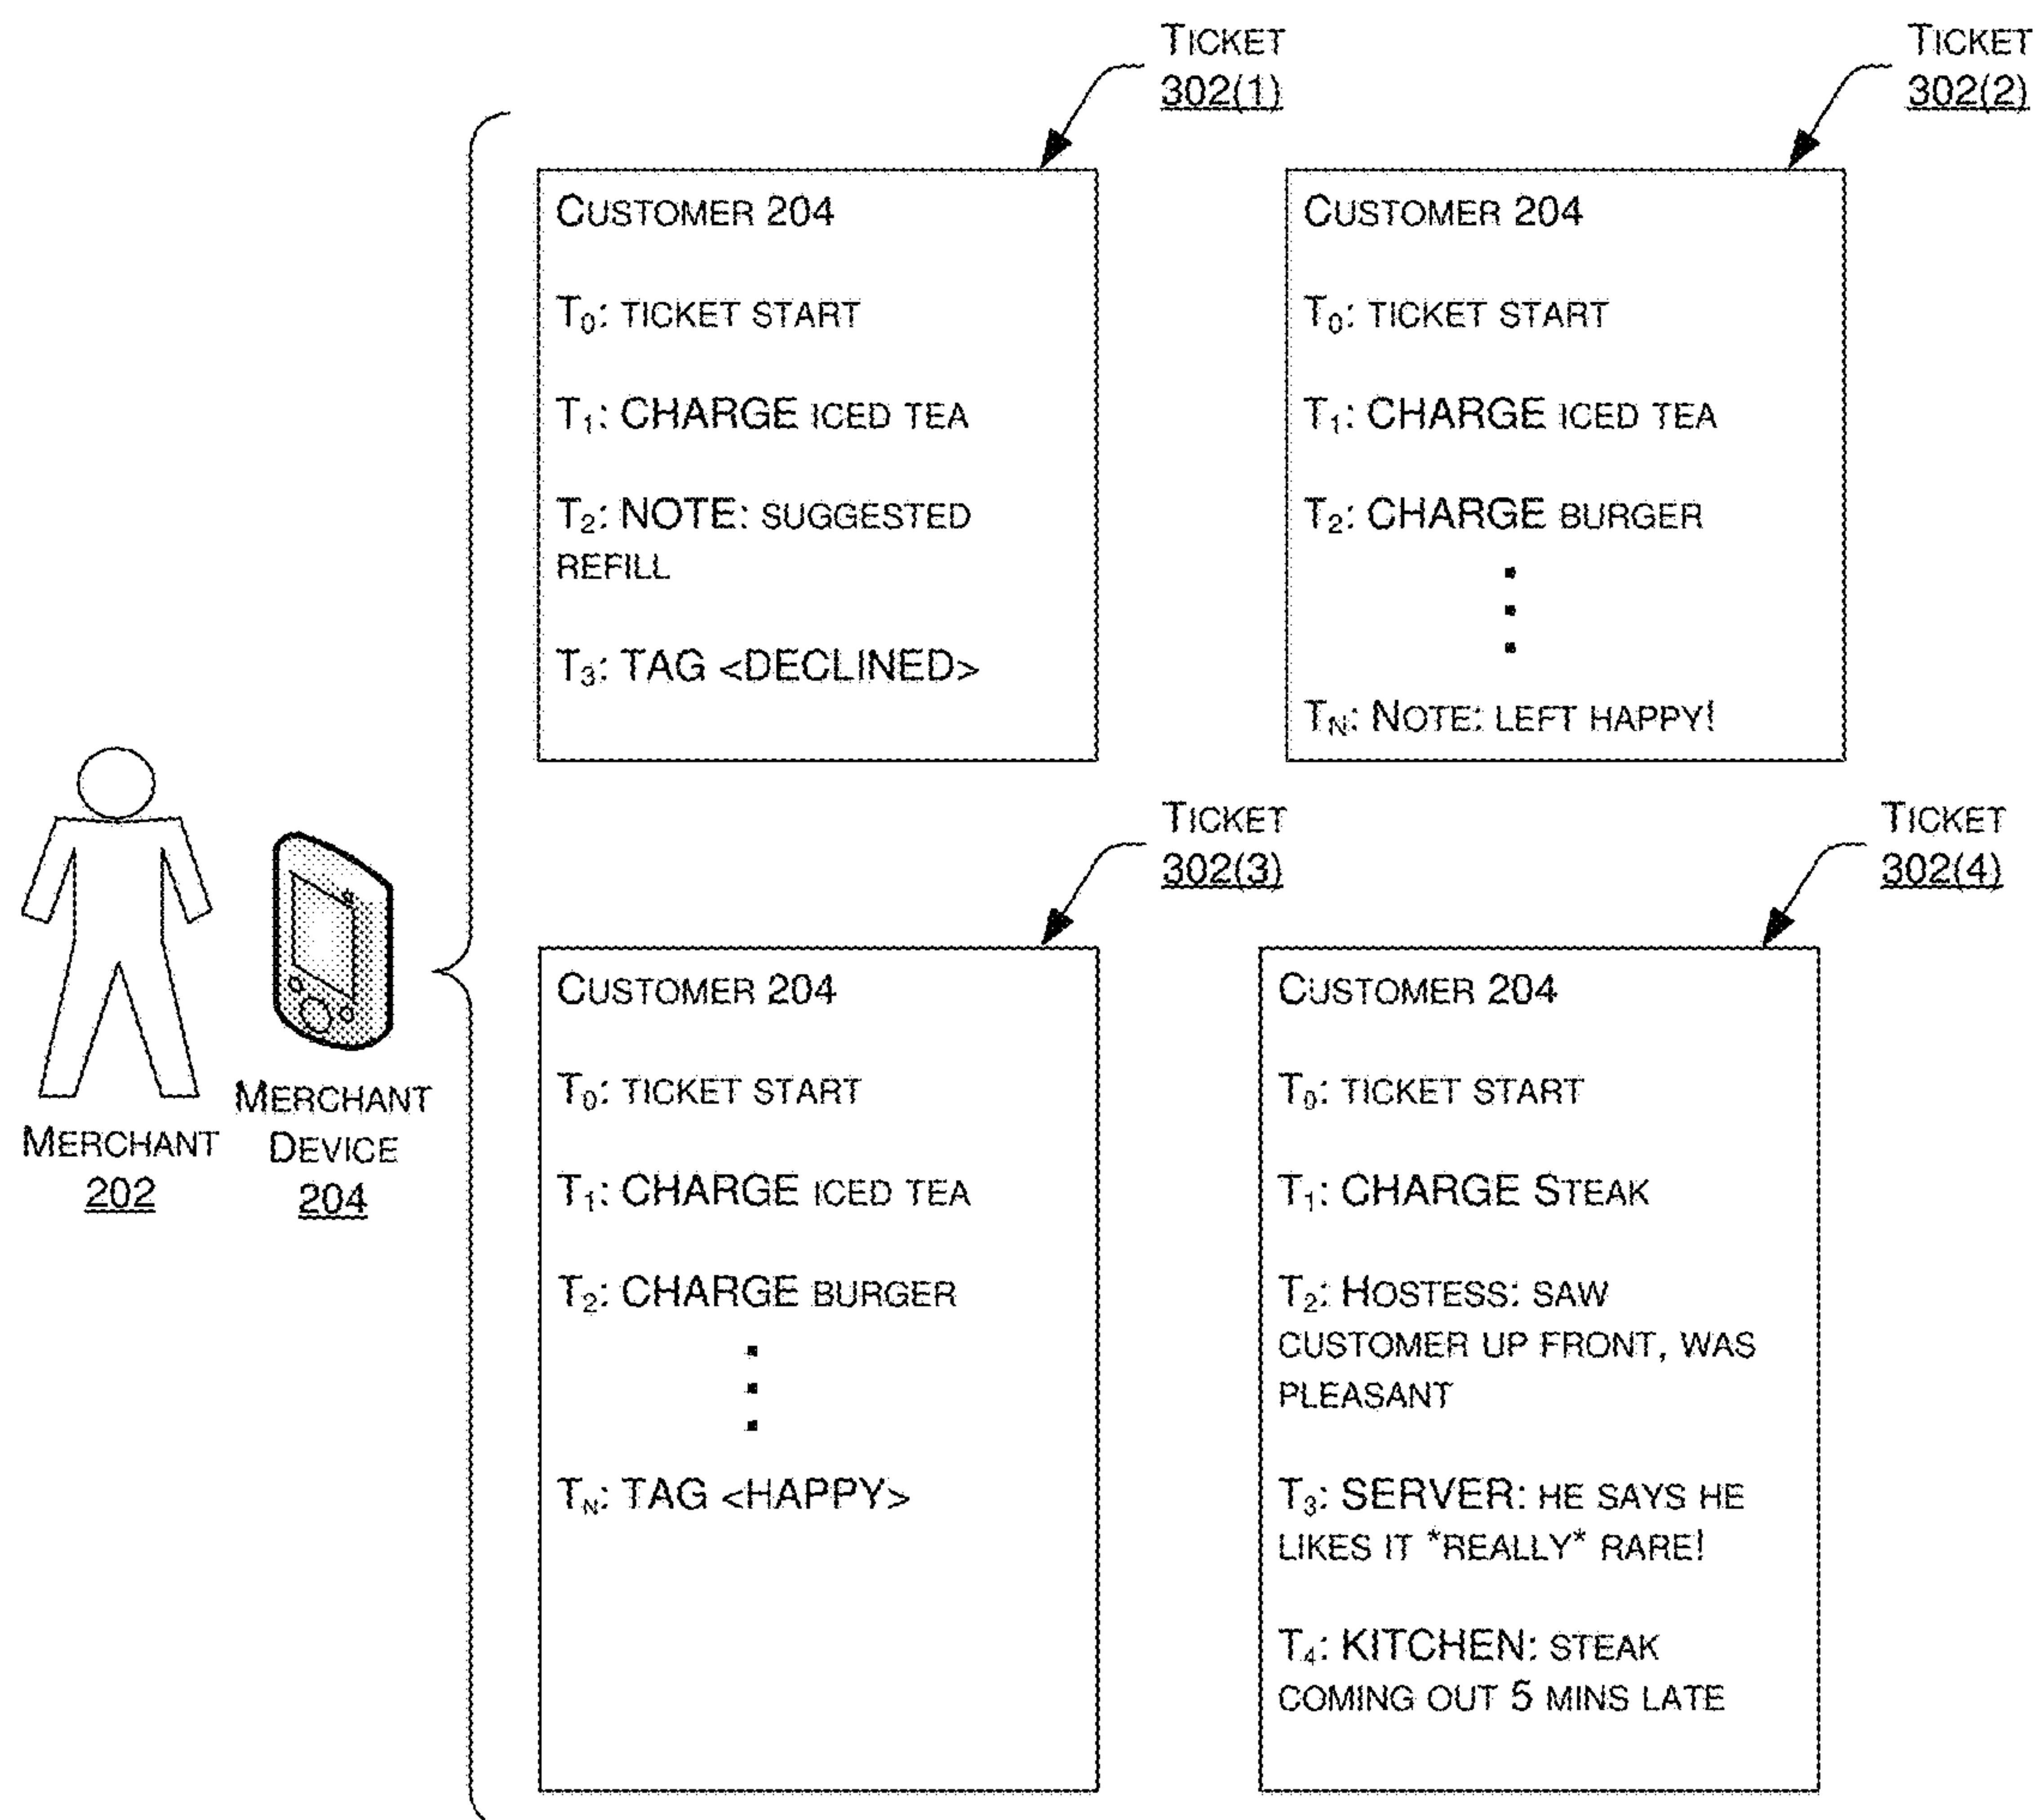 TICKET
302(1)
CUSTOMER 204
T0: TICKET START
T1: CHARGE ICED TEA
T2: NOTE: SUGGESTED
REFILL
T3: TAG <DECLINED>
TICKET
302(2)
CUSTOMER 204
T0: TICKET START
T1: CHARGE ICED TEA
T2: CHARGE BURGER
TN: NOTE: LEFT HAPPY!
MERCHANT
202
MERCHANT
DEVICE
204
TICKET
302(3)
CUSTOMER 204
T0: TICKET START
T1: CHARGE ICED TEA
T2: CHARGE BURGER
TN: TAG <HAPPY>
TICKET
302(4)
CUSTOMER 204
T0: TICKET START
T1: CHARGE STEAK
T2: HOSTESS: SAW
CUSTOMER UP FRONT, WAS
PLEASANT
T3: SERVER: HE SAYS HE
LIKES IT *REALLY* RARE!
T4: KITCHEN: STEAK
COMING OUT 5 MINS LATE